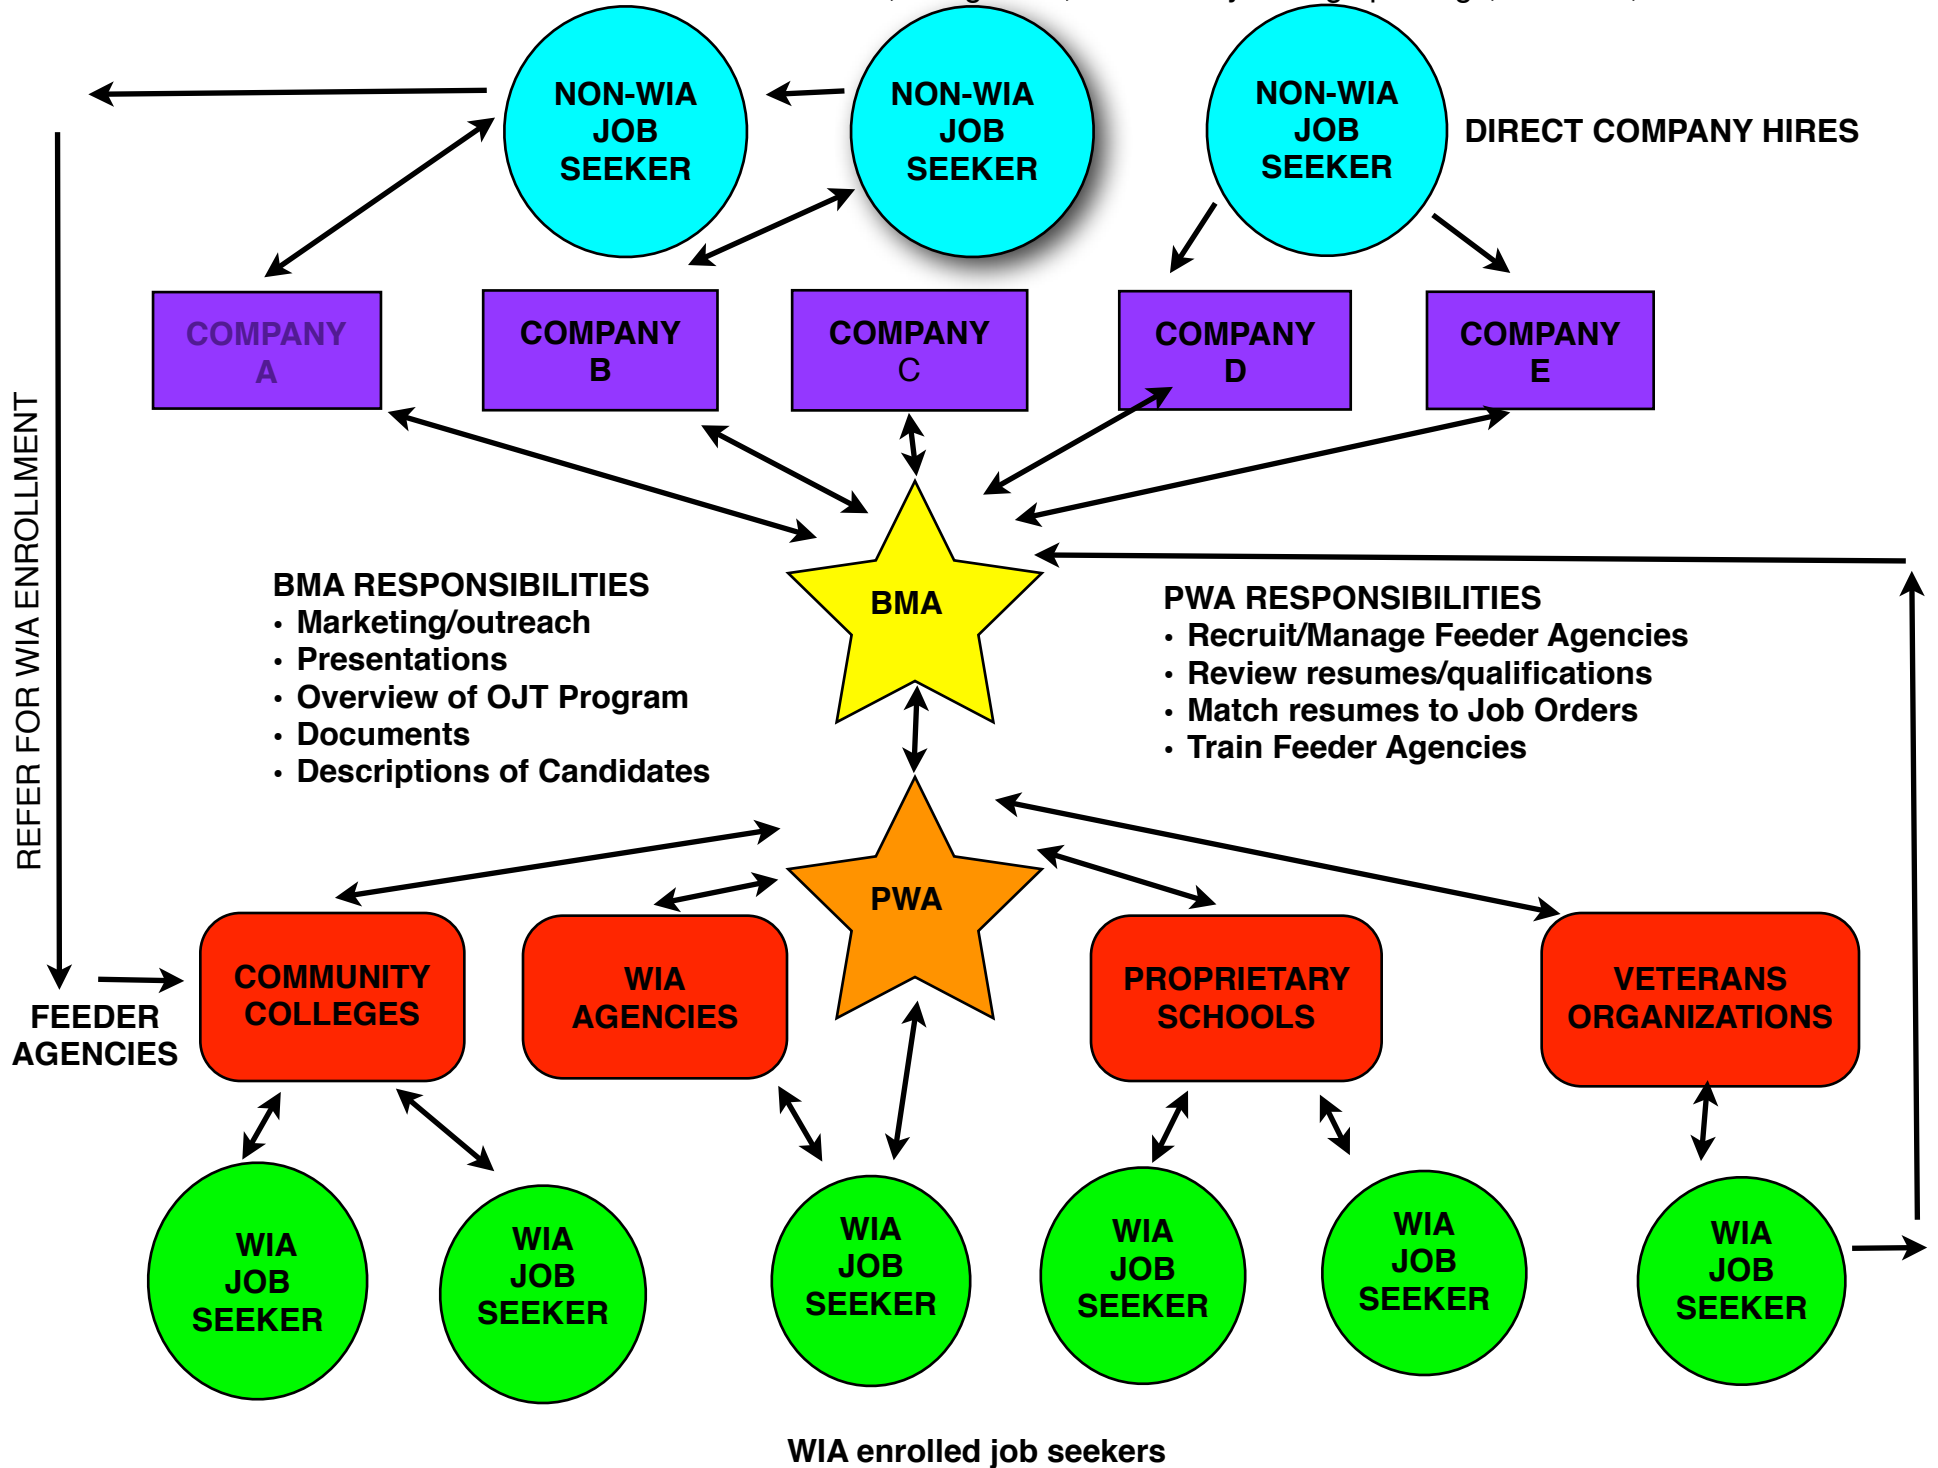 NON-WIA
JOB
SEEKER
NON-WIA
JOB
SEEKER
NON-WIA
JOB
SEEKER
DIRECT COMPANY HIRES
COMPANY
A
COMPANY
B
COMPANY
C
COMPANY
D
COMPANY
E
REFER FOR WIA ENROLLMENT
BMA
BMA RESPONSIBILITIES
• Marketing/outreach
• Presentations
• Overview of OJT Program
• Documents
• Descriptions of Candidates
PWA RESPONSIBILITIES
• Recruit/Manage Feeder Agencies
• Review resumes/qualifications
• Match resumes to Job Orders
• Train Feeder Agencies
PWA
FEEDER
AGENCIES
COMMUNITY
COLLEGES
WIA
AGENCIES
PROPRIETARY
SCHOOLS
VETERANS
ORGANIZATIONS
WIA
JOB
SEEKER
WIA
JOB
SEEKER
WIA
JOB
SEEKER
WIA
JOB
SEEKER
WIA
JOB
SEEKER
WIA
JOB
SEEKER
WIA enrolled job seekers